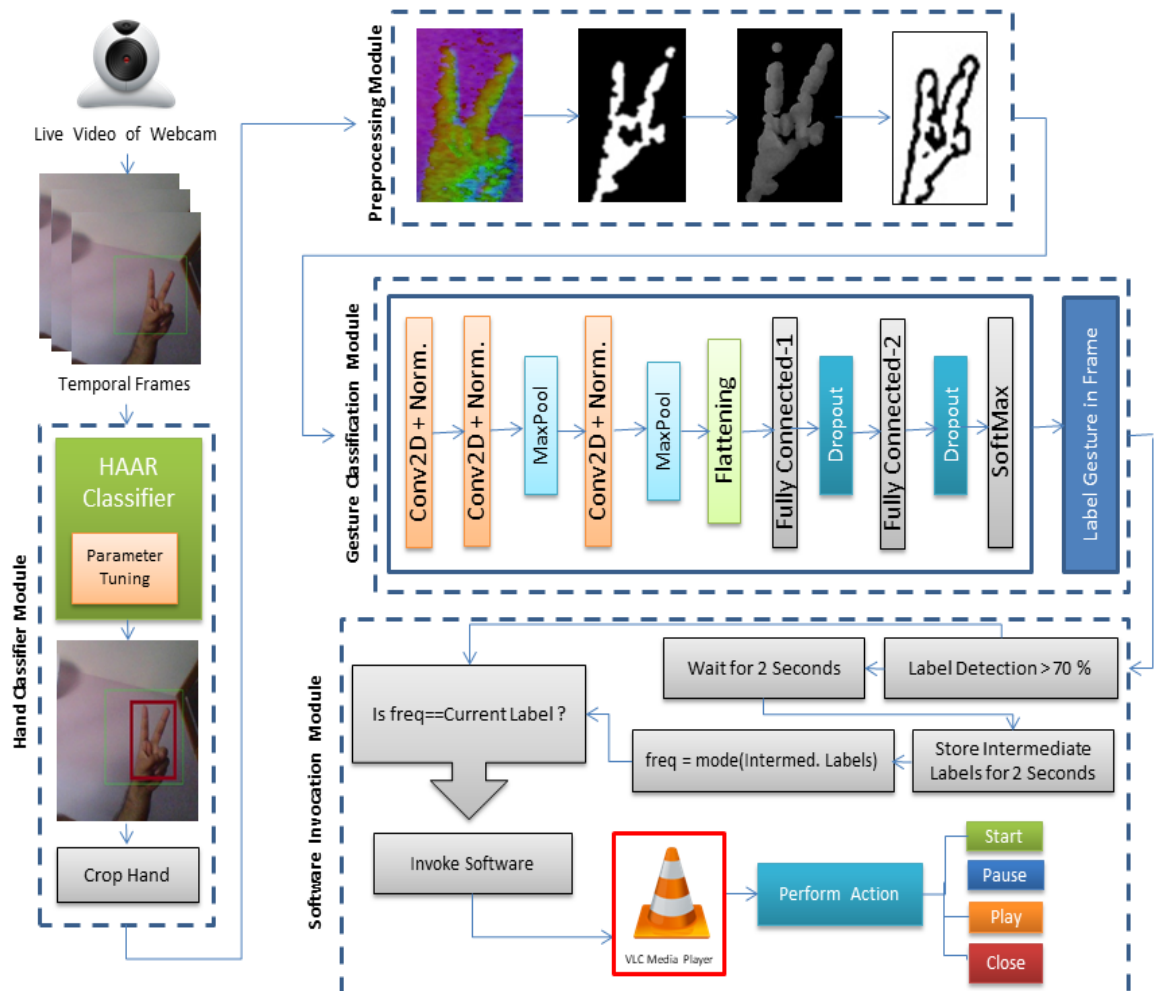 Live Video of Webcam
Temporal Frames
Hand Classifier Module
HAAR
Classifier
Parameter
Tuning
Crop Hand
Preprocessing Module
Gesture Classification Module
Conv2D + Norm.
Conv2D + Norm.
MaxPool
Conv2D + Norm.
MaxPool
Flattening
Fully Connected-1
Dropout
Fully Connected-2
Dropout
SoftMax
Label Gesture in Frame
Software Invocation Module
Label Detection >70 %
Wait for 2 Seconds
Store Intermediate
Labels for 2 Seconds
freq = mode(Intermed. Labels)
Is freq==Current Label ?
Invoke Software
VLC Media Player
Perform Action
Start
Pause
Play
Close